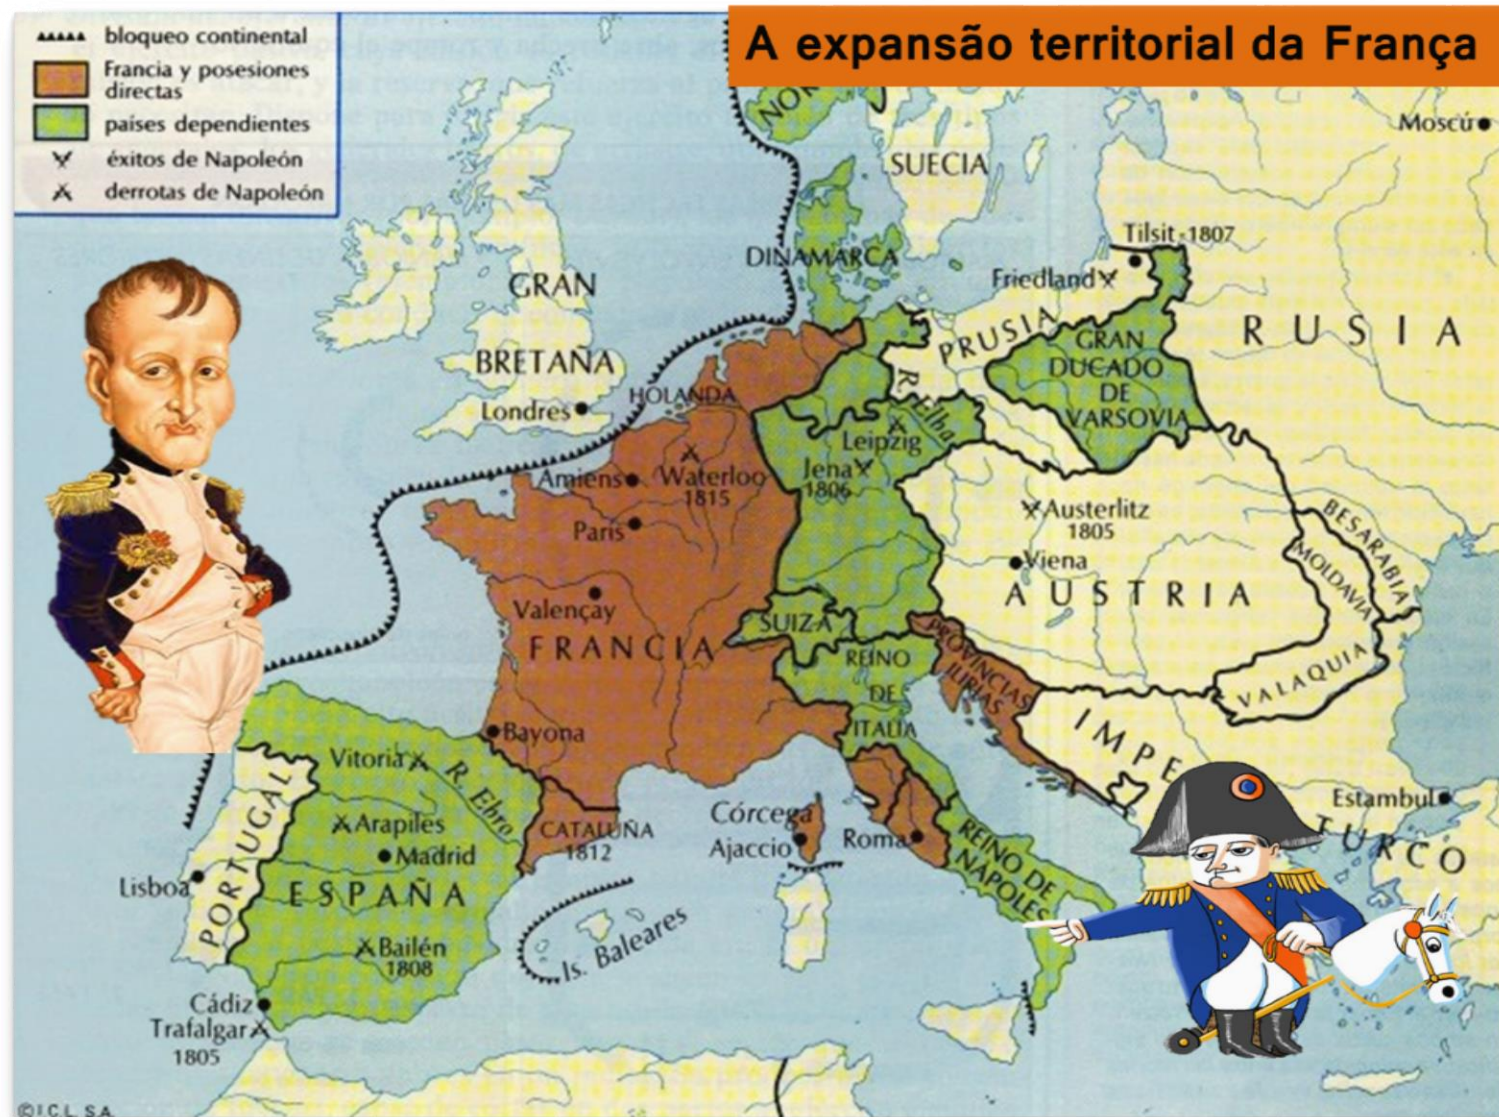 A expansão territorial da França
bloqueo continental
Francia y posesiones
directas
países dependientes
éxitos de Napoleón
derrotas de Napoleón
NOR
SUECIA
Moscú
DINAMARCA
Tilsit-1807
Friedland
GRAN
BRETAÑA
Londres
HOLANDA
PRUSIA
GRAN
DUCADO
DE
VARSOVIA
RUSIA
R. Elba
Leipzig
Jena
1806
Amiens
Waterloo
1815
París
Austerlitz
1805
Viena
AUSTRIA
BESARABIA
MOLDAVIA
VALAQUIA
Valençay
FRANCIA
SUIZA
REINO
DE
ITALIA
PROVINCIAS
ILIRIAS
Bayona
Vitoria
R. Ebro
IMPE
TURCO
Estambul
PORTUGAL
Arapiles
Madrid
CATALUÑA
1812
Córcega
Ajaccio
Roma
REINO DE
NAPOLES
Lisboa
ESPAÑA
Bailén
1808
Is. Baleares
Cádiz
Trafalgar
1805
©I.C.L. S.A.